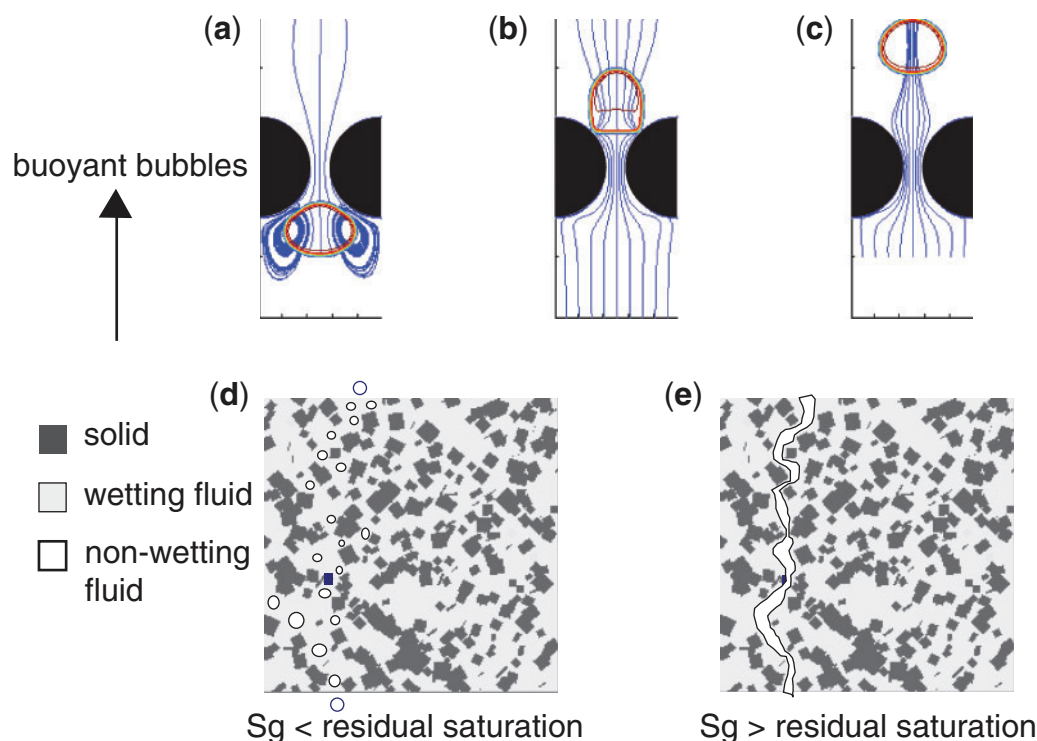 (a)
(b)
(c)
buoyant bubbles
(d)
(e)
solid
wetting fluid
non-wetting
fluid
Sg < residual saturation
Sg > residual saturation